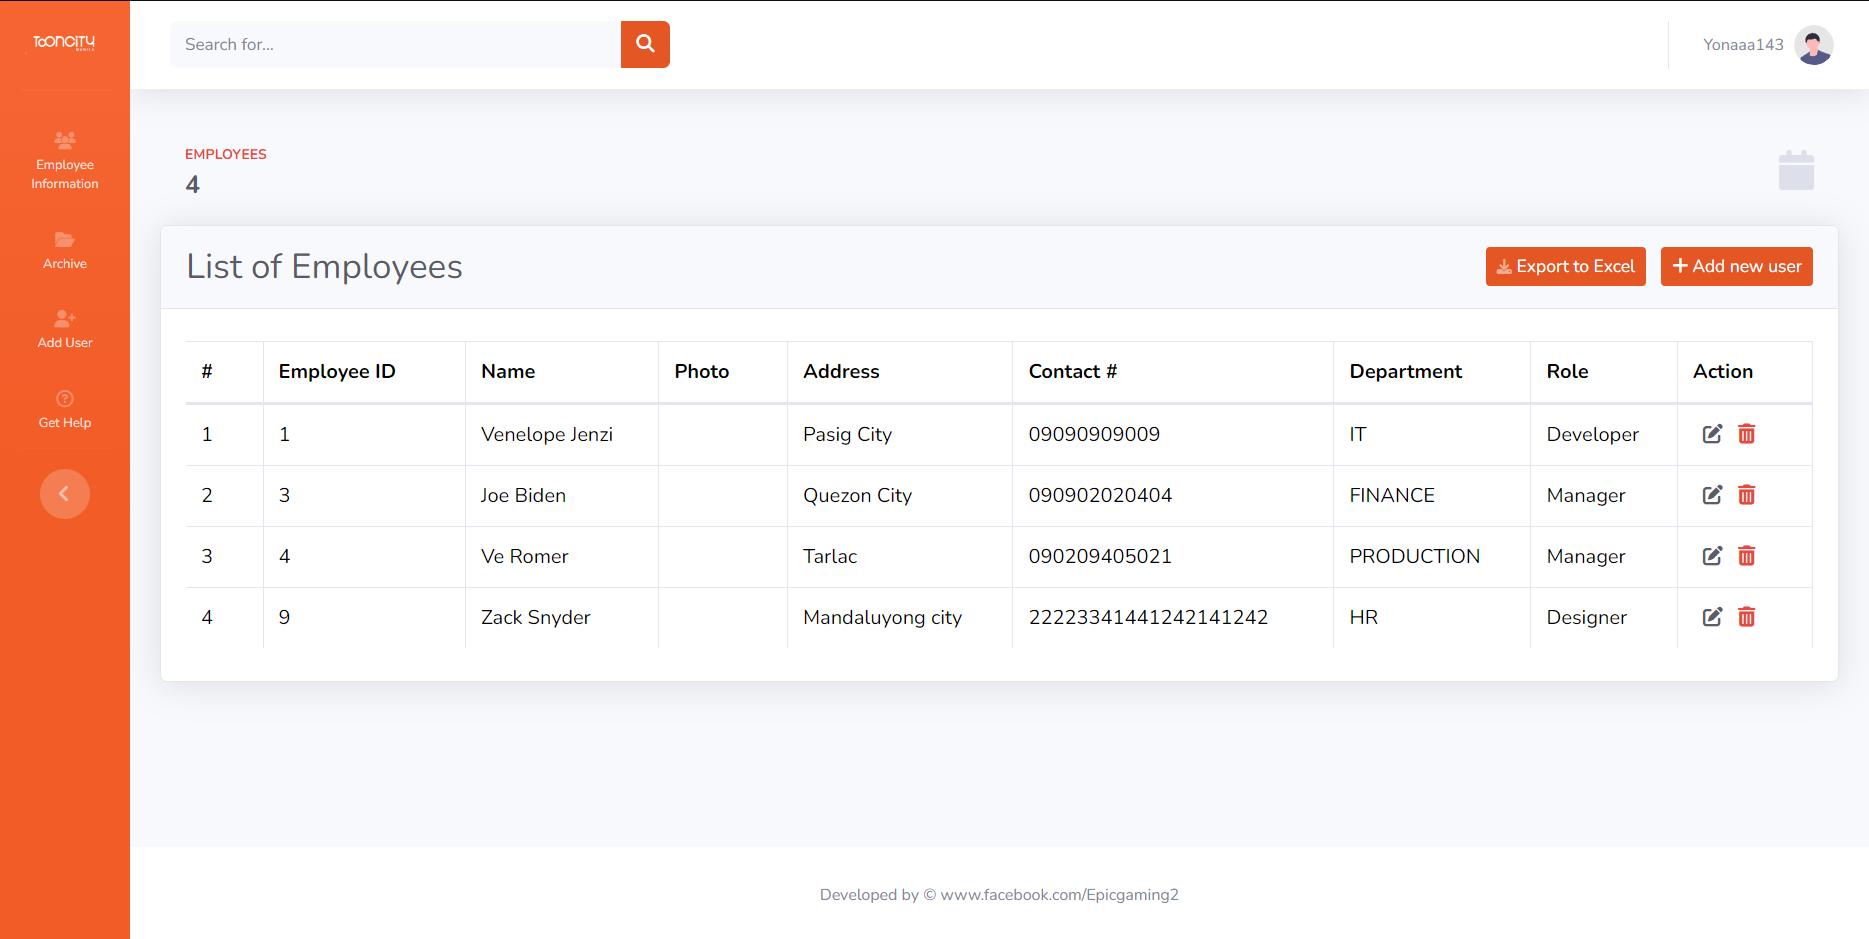 TOONCITY
MANILA
Search for...
Yonaaa143
Employee
Information
Archive
Add User
Get Help
EMPLOYEES
4
List of Employees
Export to Excel
Add new user
# Employee ID Name Photo Address Contact # Department Role Action
1 1 Venelope Jenzi Pasig City 09090909009 IT Developer
2 3 Joe Biden Quezon City 090902020404 FINANCE Manager
3 4 Ve Romer Tarlac 090209405021 PRODUCTION Manager
4 9 Zack Snyder Mandaluyong city 22223341441242141242 HR Designer
Developed by © www.facebook.com/Epicgaming2